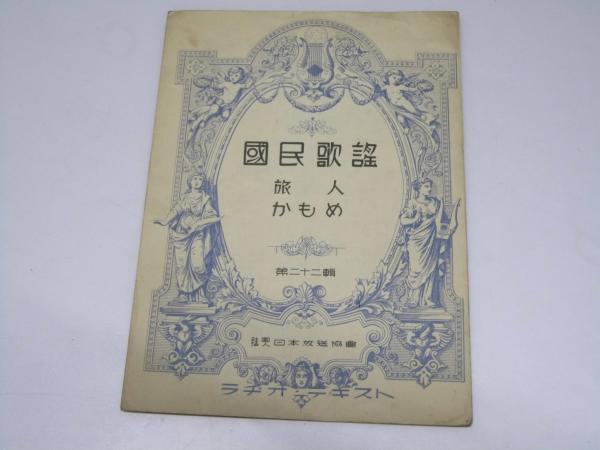 國民歌謠
旅人
かもめ
第二十二輯
社團法人日本放送協會
ラヂオ・テキスト